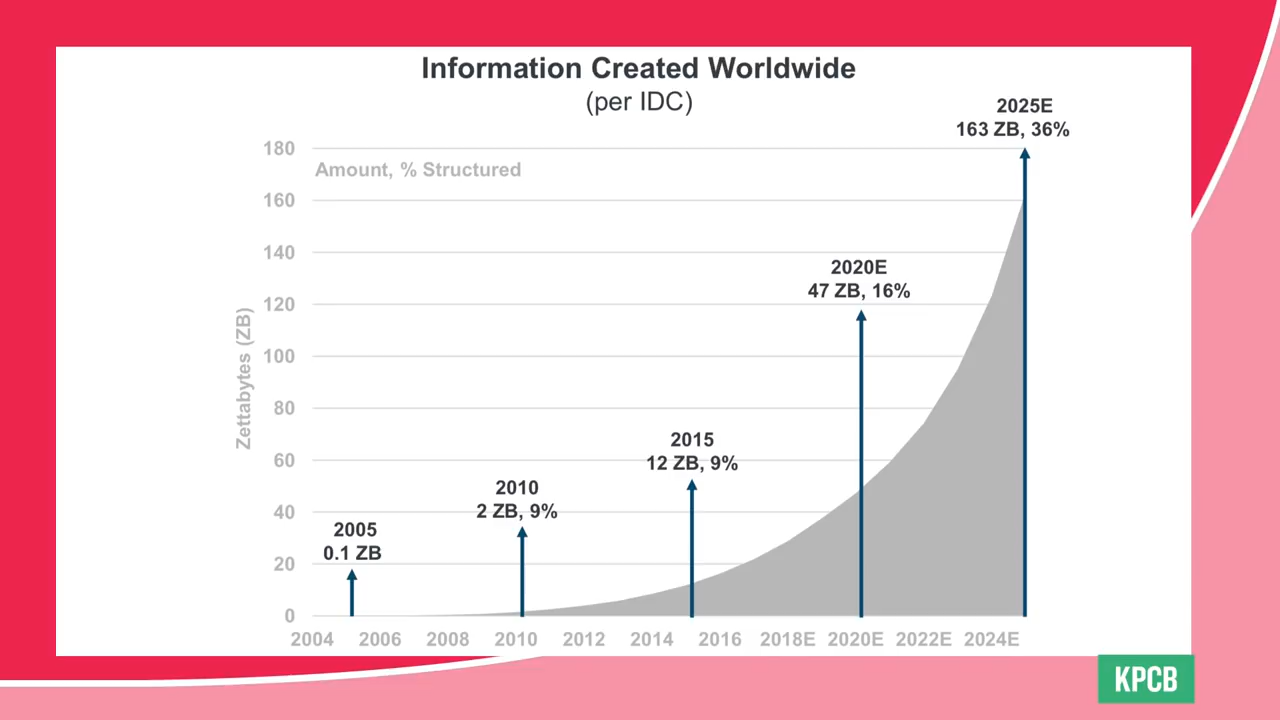 Information Created Worldwide
(per IDC)
2025E
163 ZB, 36%
180
Amount, % Structured
160
140
2020E
47 ZB, 16%
120
Zettabytes (ZB)
100
80
2015
60
12 ZB, 9%
2010
2 ZB, 9%
40
2005
0.1 ZB
20
0
2004 2006 2008 2010 2012 2014 2016 2018E 2020E 2022E 2024E
KPCB